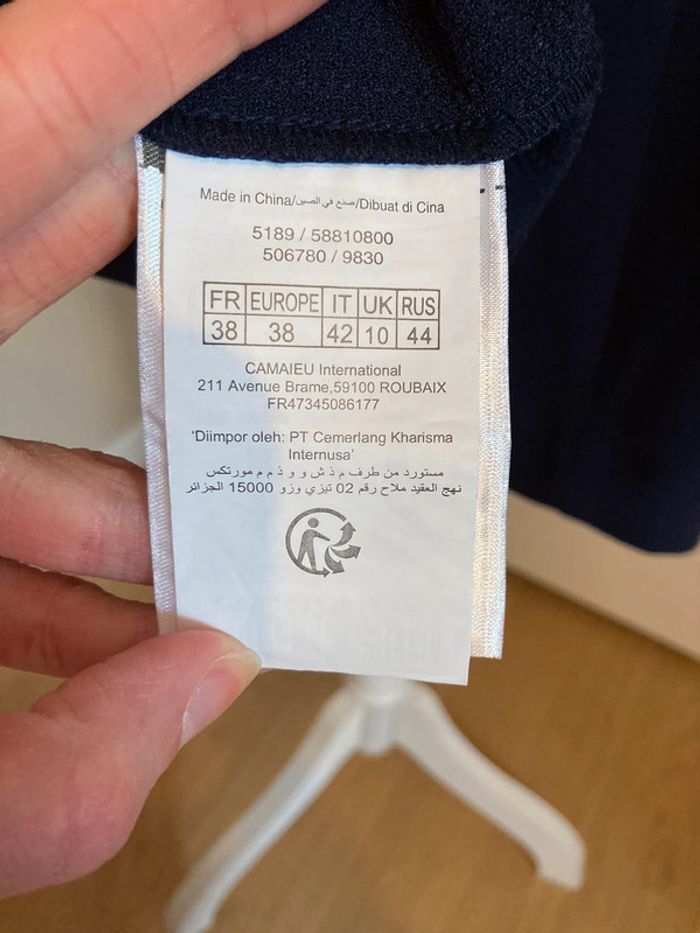 Made in China/صنع في الصين/Dibuat di Cina
5189 / 58810800
506780 / 9830
FR EUROPE IT UK RUS
38 38 42 10 44
CAMAIEU International
211 Avenue Brame,59100 ROUBAIX
FR47345086177
'Diimpor oleh: PT Cemerlang Kharisma
Internusa'
مستورد من طرف م ذ ش و و ذ م م مورتكس
نهج العقيد ملاح رقم 02 تيزي وزو 15000 الجزائر